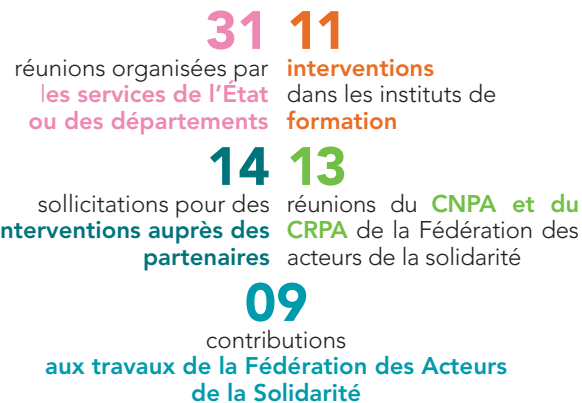 31
réunions organisées par
les services de l'État
ou des départements
11
interventions
dans les instituts de
formation
14
sollicitations pour des
nterventions auprès des
partenaires
13
réunions du CNPA et du
CRPA de la Fédération des
acteurs de la solidarité
09
contributions
aux travaux de la Fédération des Acteurs
de la Solidarité